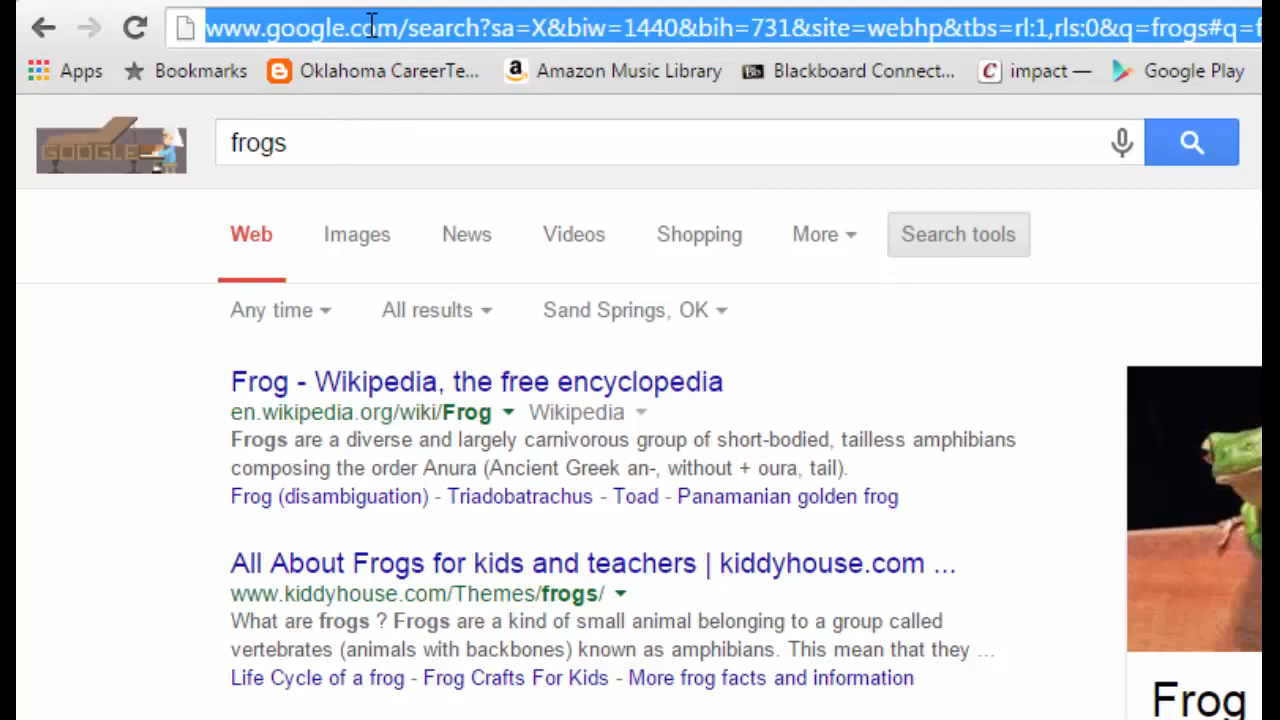 www.google.com/search?sa=X&biw=1440&bih=731&site=webhp&tbs=rl:1,rls:0&q=frogs#q=f
Apps Bookmarks Oklahoma CareerTe... Amazon Music Library Blackboard Connect... impact — Google Play
GOOGLE frogs
Web Images News Videos Shopping More Search tools
Any time All results Sand Springs, OK
Frog - Wikipedia, the free encyclopedia
en.wikipedia.org/wiki/Frog Wikipedia
Frogs are a diverse and largely carnivorous group of short-bodied, tailless amphibians
composing the order Anura (Ancient Greek an-, without + oura, tail).
Frog (disambiguation) - Triadobatrachus - Toad - Panamanian golden frog
All About Frogs for kids and teachers | kiddyhouse.com ...
www.kiddyhouse.com/Themes/frogs/
What are frogs ? Frogs are a kind of small animal belonging to a group called
vertebrates (animals with backbones) known as amphibians. This mean that they ...
Life Cycle of a frog - Frog Crafts For Kids - More frog facts and information
Frog